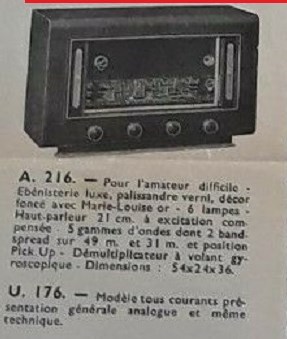 A. 216. — Pour l'amateur difficile -
Ebénisterie luxe, palissandre verni, décor
foncé avec Marie-Louise or - 6 lampes -
Haut-parleur 21 cm. à excitation com-
pensée - 5 gammes d'ondes dont 2 band-
spread sur 49 m. et 31 m. et position
Pick Up - Démultiplicateur à volant gy-
roscopique - Dimensions : 54x24x36.
U. 176. — Modèle tous courants pré-
sentation générale analogue et même
technique.